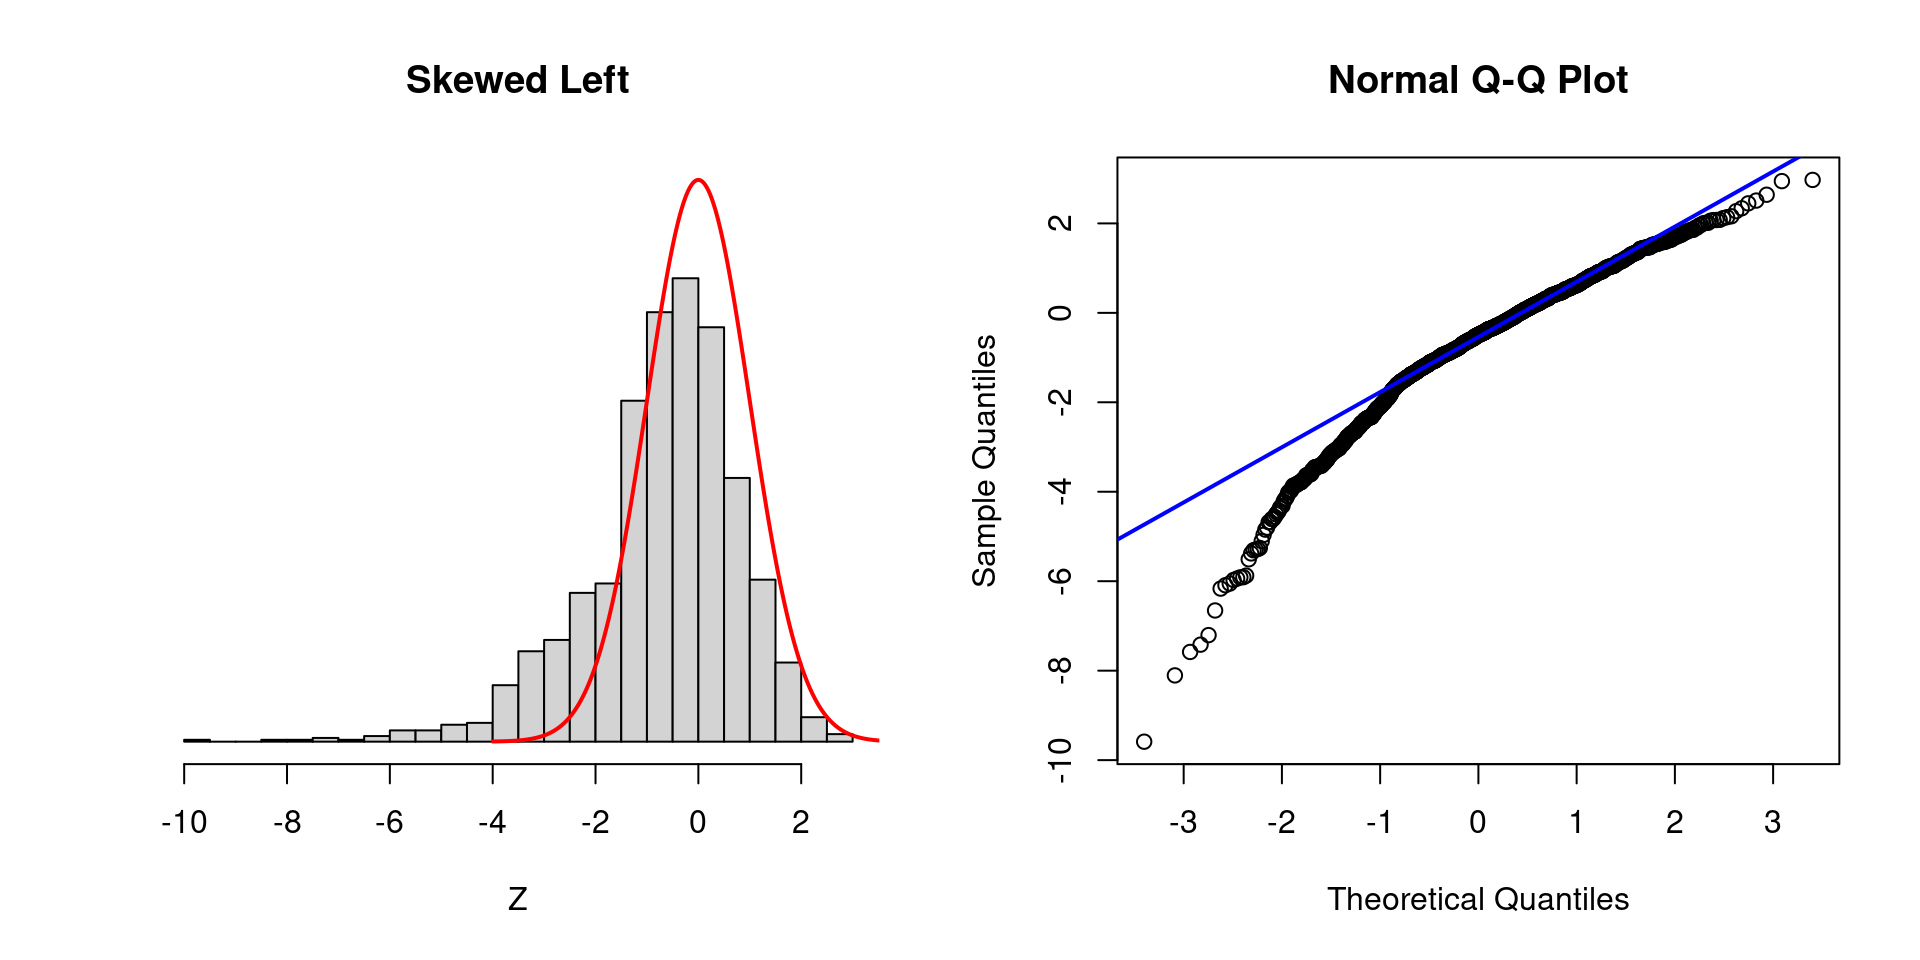 Skewed Left
-10 -8 -6 -4 -2 0 2
Z
Normal Q-Q Plot
Sample Quantiles
2
0
-2
-4
-6
-8
-10
-3 -2 -1 0 1 2 3
Theoretical Quantiles